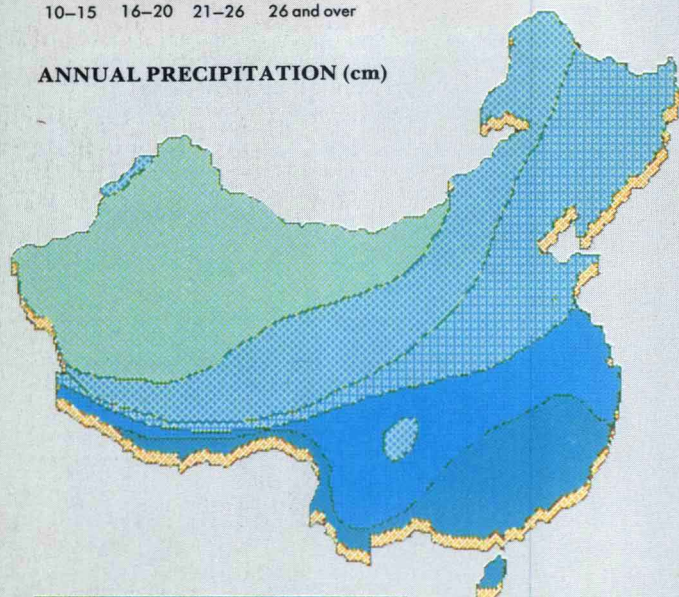 10–15 16–20 21–26 26 and over
ANNUAL PRECIPITATION (cm)